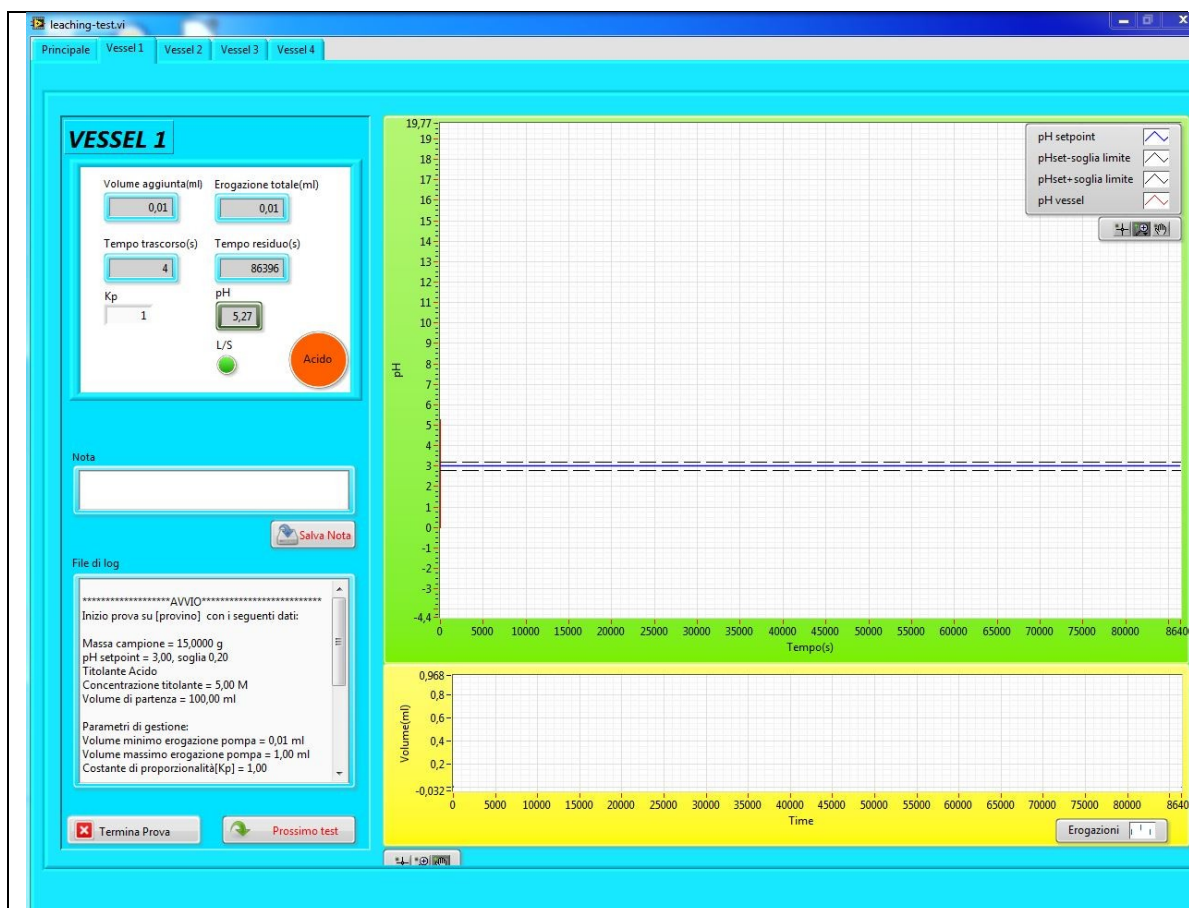 leaching-test.vi
Principale Vessel 1 Vessel 2 Vessel 3 Vessel 4
VESSEL 1
Volume aggiunta(ml) Erogazione totale(ml)
0,01 0,01
Tempo trascorso(s) Tempo residuo(s)
4 86396
Kp pH
1 5,27
L/S
Acido
Nota
Salva Nota
File di log
*******************AVVIO**************************
Inizio prova su [provino] con i seguenti dati:
Massa campione = 15,0000 g
pH setpoint = 3,00, soglia 0,20
Titolante Acido
Concentrazione titolante = 5,00 M
Volume di partenza = 100,00 ml
Parametri di gestione:
Volume minimo erogazione pompa = 0,01 ml
Volume massimo erogazione pompa = 1,00 ml
Costante di proporzionalità[Kp] = 1,00
Termina Prova Prossimo test
19,77
19
18
17
16
15
14
13
12
11
10
9
8
7
6
5
4
3
2
1
0
-1
-2
-3
-4,4
pH
0 5000 10000 15000 20000 25000 30000 35000 40000 45000 50000 55000 60000 65000 70000 75000 80000 8640
Tempo(s)
pH setpoint
pHset-soglia limite
pHset+soglia limite
pH vessel
0,968
0,8
0,6
0,4
0,2
-0,032
Volume(ml)
0 5000 10000 15000 20000 25000 30000 35000 40000 45000 50000 55000 60000 65000 70000 75000 80000 8640
Time
Erogazioni